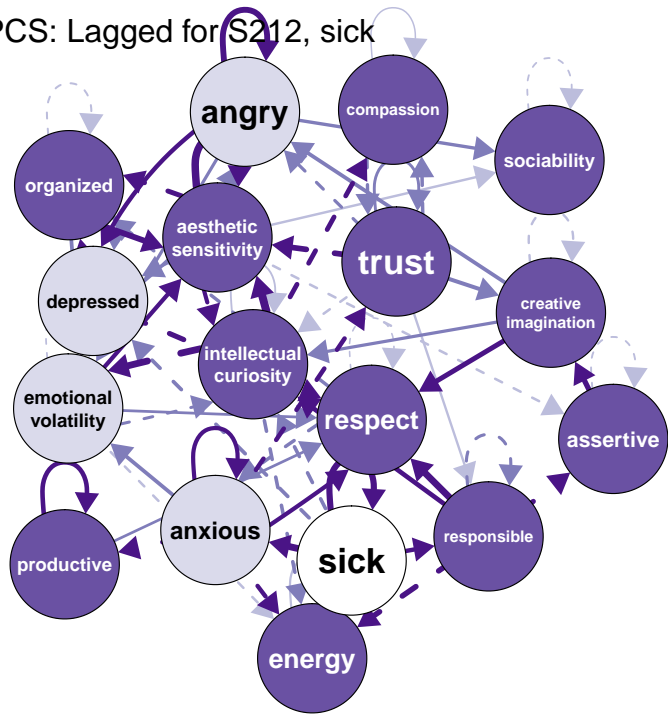 PCS: Lagged for S212, sick
angry
compassion
sociability
organized
aesthetic
sensitivity
trust
depressed
creative
imagination
intellectual
curiosity
emotional
volatility
respect
assertive
anxious
responsible
productive
sick
energy